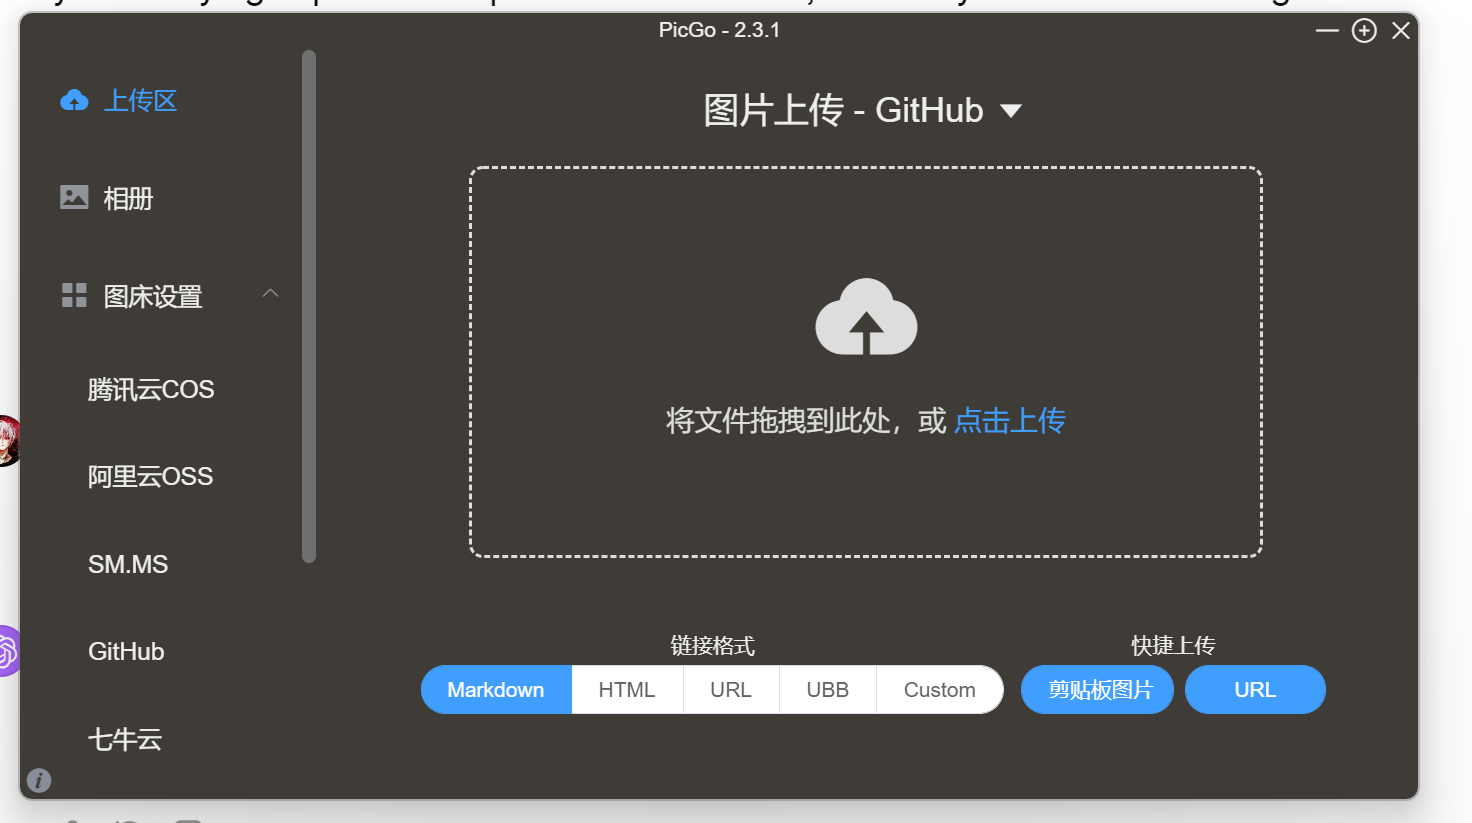 PicGo - 2.3.1
上传区
相册
图床设置
腾讯云COS
阿里云OSS
SM.MS
GitHub
七牛云
图片上传 - GitHub
将文件拖拽到此处，或 点击上传
链接格式
Markdown HTML URL UBB Custom
快捷上传
剪贴板图片 URL